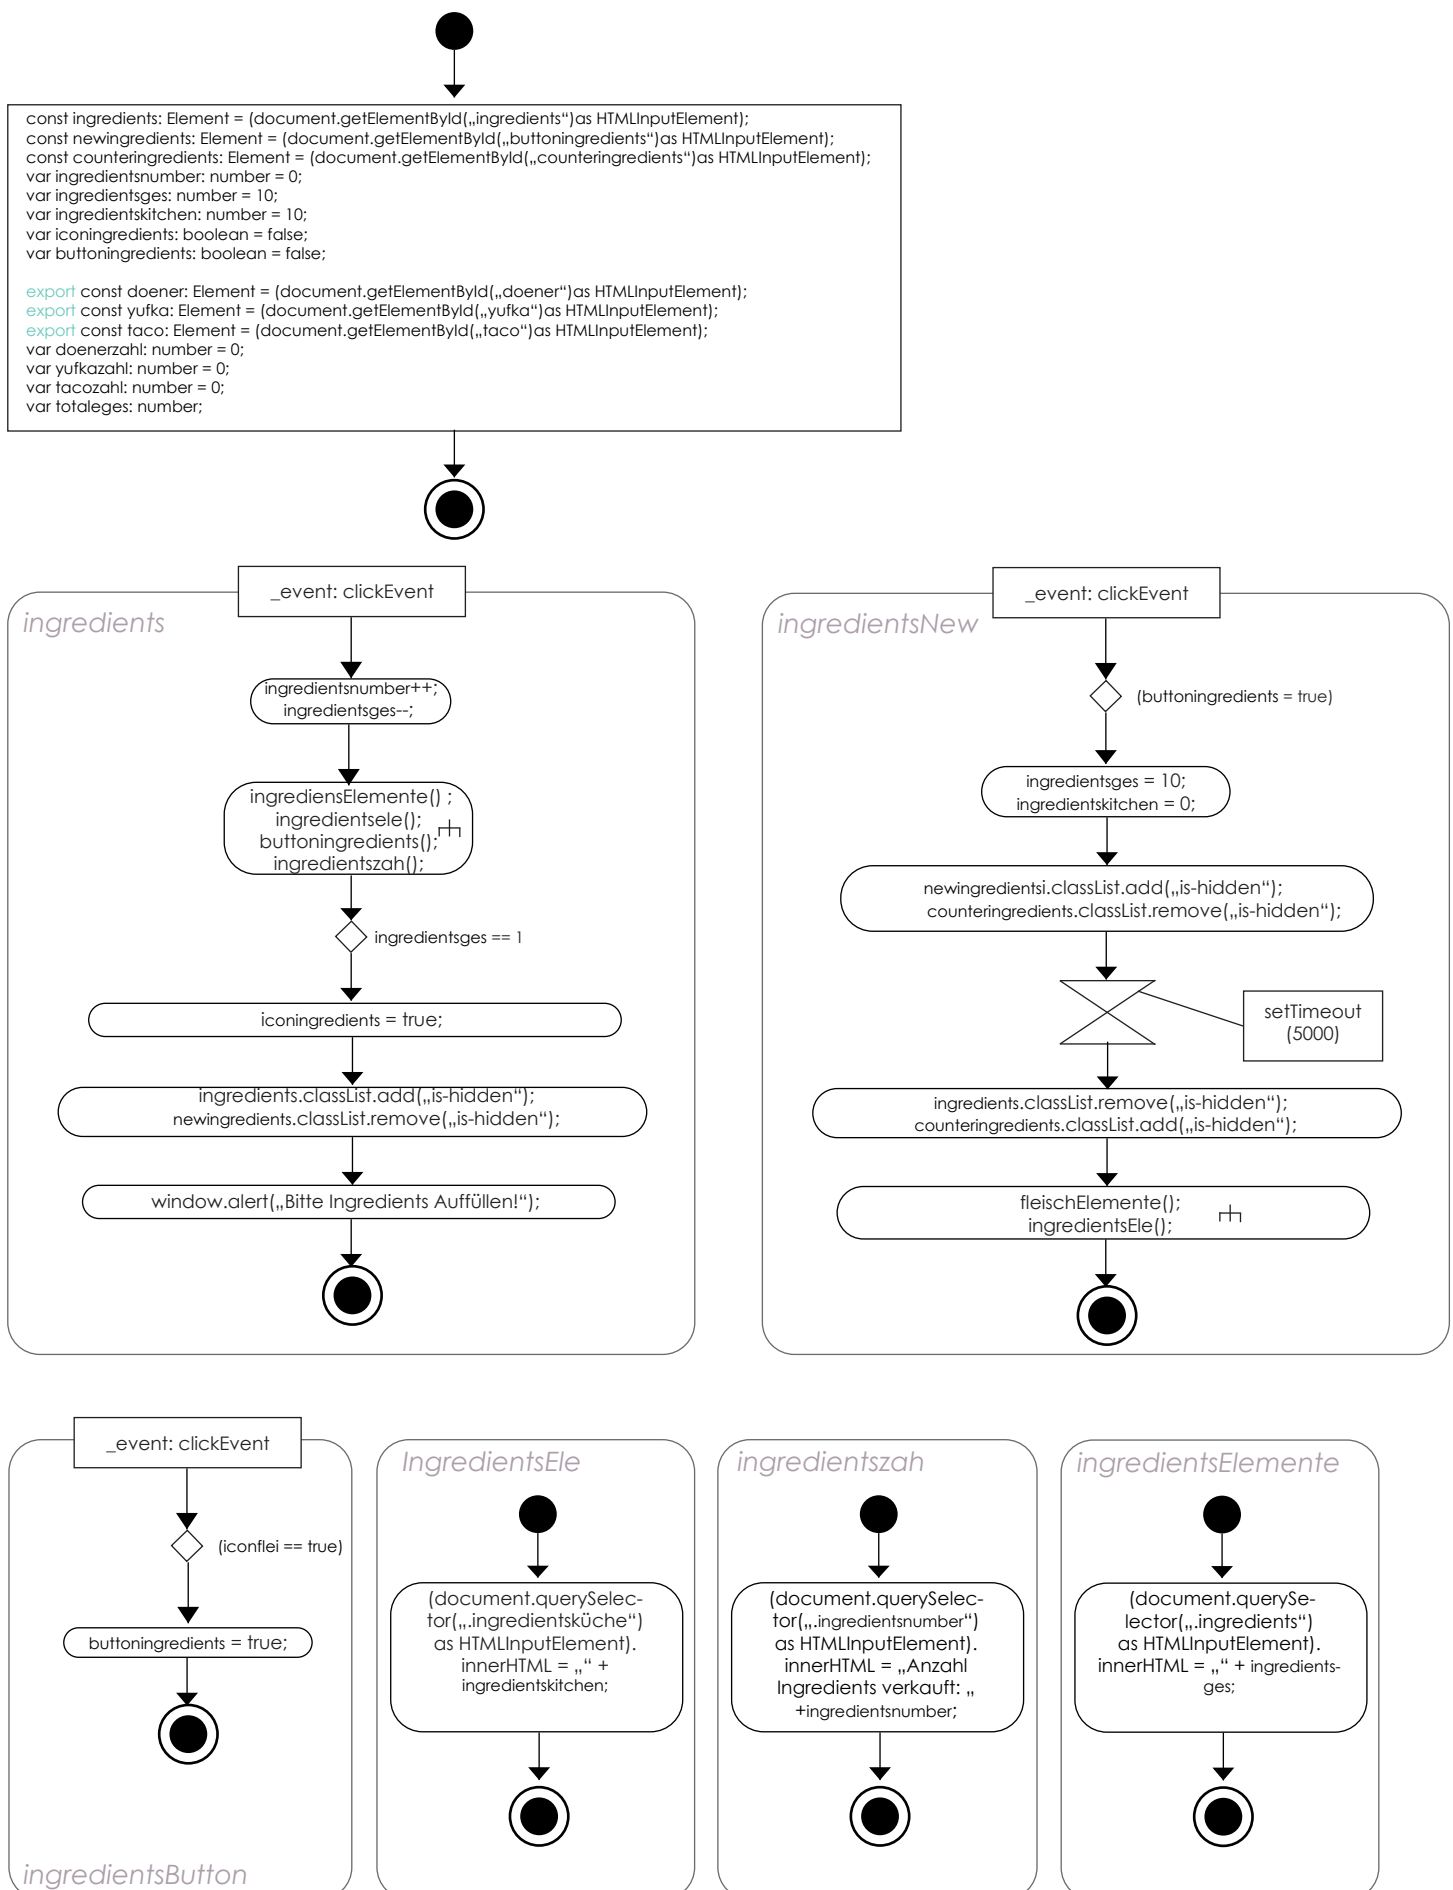 const ingredients: Element = (document.getElementById(„ingredients“)as HTMLInputElement);
const newingredients: Element = (document.getElementById(„buttoningredients“)as HTMLInputElement);
const counteringredients: Element = (document.getElementById(„counteringredients“)as HTMLInputElement);
var ingredientsnumber: number = 0;
var ingredientsges: number = 10;
var ingredientskitchen: number = 10;
var iconingredients: boolean = false;
var buttoningredients: boolean = false;
export const doener: Element = (document.getElementById(„doener“)as HTMLInputElement);
export const yufka: Element = (document.getElementById(„yufka“)as HTMLInputElement);
export const taco: Element = (document.getElementById(„taco“)as HTMLInputElement);
var doenerzahl: number = 0;
var yufkazahl: number = 0;
var tacozahl: number = 0;
var totaleges: number;
_event: clickEvent
ingredients
ingredientsnumber++;
ingredientsges--;
ingrediensElemente() ;
ingredientsele();
buttoningredients();
ingredientszah();
ingredientsges == 1
iconingredients = true;
ingredients.classList.add(„is-hidden“);
newingredients.classList.remove(„is-hidden“);
window.alert(„Bitte Ingredients Auffüllen!“);
_event: clickEvent
ingredientsNew
(buttoningredients = true)
ingredientsges = 10;
ingredientskitchen = 0;
newingredientsi.classList.add(„is-hidden“);
counteringredients.classList.remove(„is-hidden“);
setTimeout
(5000)
ingredients.classList.remove(„is-hidden“);
counteringredients.classList.add(„is-hidden“);
fleischElemente();
ingredientsEle();
_event: clickEvent
(iconflei == true)
buttoningredients = true;
ingredientsButton
IngredientsEle
(document.querySelec-
tor(„.ingredientsküche“)
as HTMLInputElement).
innerHTML = „“ +
ingredientskitchen;
ingredientszah
(document.querySelec-
tor(„.ingredientsnumber“)
as HTMLInputElement).
innerHTML = „Anzahl
Ingredients verkauft: „
+ingredientsnumber;
ingredientsElemente
(document.querySe-
lector(„.ingredients“)
as HTMLInputElement).
innerHTML = „“ + ingredients-
ges;